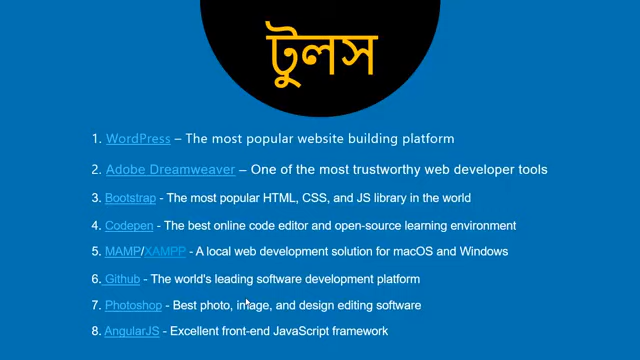 টুলস
1. WordPress – The most popular website building platform
2. Adobe Dreamweaver – One of the most trustworthy web developer tools
3. Bootstrap - The most popular HTML, CSS, and JS library in the world
4. Codepen - The best online code editor and open-source learning environment
5. MAMP/XAMPP - A local web development solution for macOS and Windows
6. Github - The world's leading software development platform
7. Photoshop - Best photo, image, and design editing software
8. AngularJS - Excellent front-end JavaScript framework